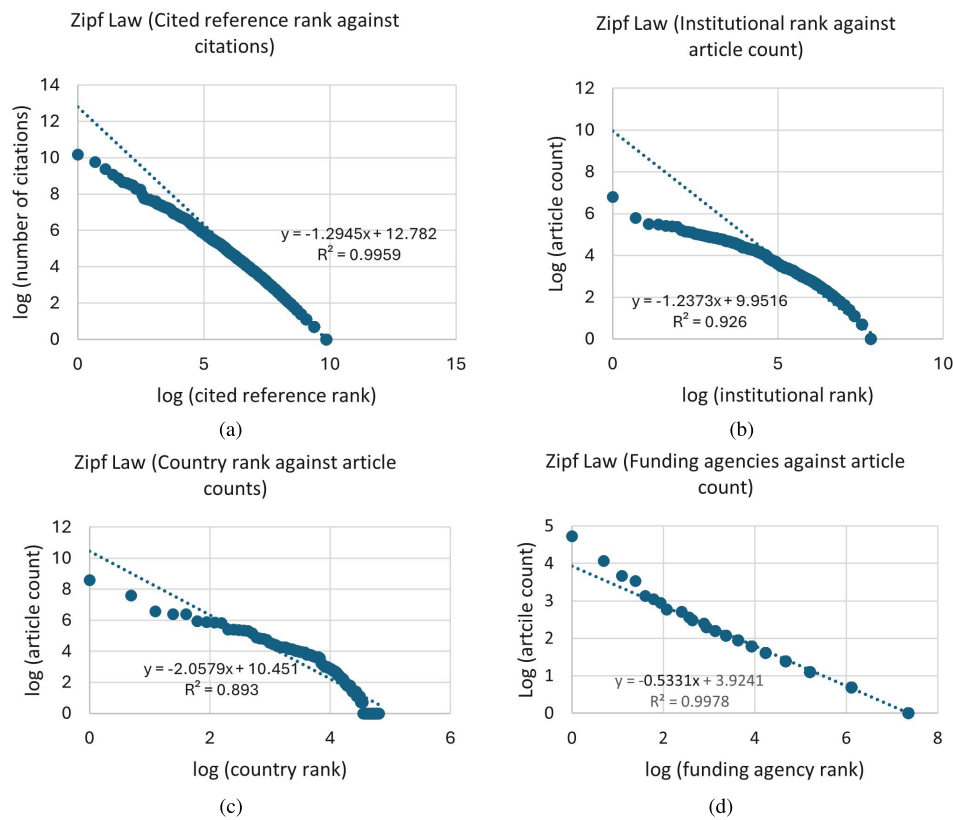 Zipf Law (Cited reference rank against
citations)
14
12
10
8
6
4
2
0
log (number of citations)
y = -1.2945x + 12.782
R² = 0.9959
0 5 10 15
log (cited reference rank)
(a)
Zipf Law (Institutional rank against
article count)
12
10
8
6
4
2
0
Log (article count)
y = -1.2373x + 9.9516
R² = 0.926
0 5 10
log (institutional rank)
(b)
Zipf Law (Country rank against article
counts)
12
10
8
6
4
2
0
log (article count)
y = -2.0579x + 10.451
R² = 0.893
0 2 4 6
log (country rank)
(c)
Zipf Law (Funding agencies against article
count)
5
4
3
2
1
0
Log (artcile count)
y = -0.5331x + 3.9241
R² = 0.9978
0 2 4 6 8
log (funding agency rank)
(d)